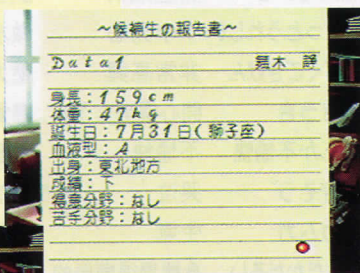 ～候補生の報告書～
Data1 鏑木 諄
身長：159cm
体重：47kg
誕生日：7月31日(獅子座)
血液型：A
出身：東北地方
成績：下
得意分野：なし
苦手分野：なし